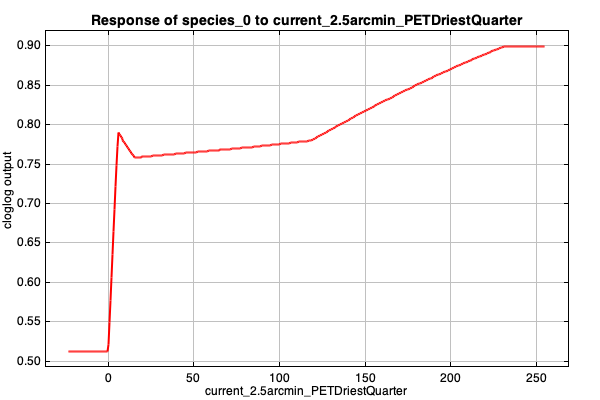 Response of species_0 to current_2.5arcmin_PETDriestQuarter
cloglog output
0.90
0.85
0.80
0.75
0.70
0.65
0.60
0.55
0.50
0 50 100 150 200 250
current_2.5arcmin_PETDriestQuarter